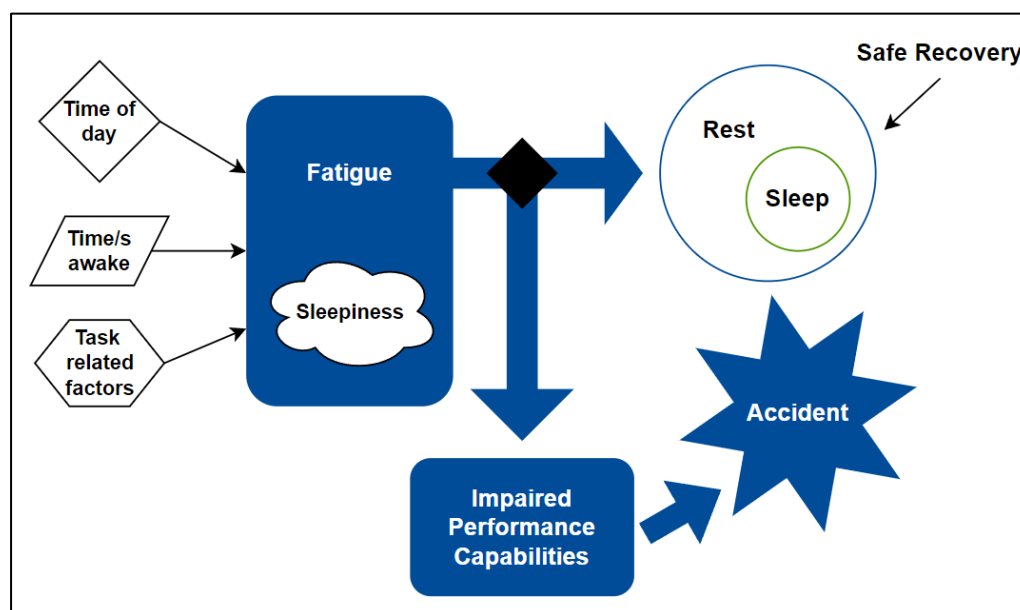 Time of
day
Time/s
awake
Task
related
factors
Fatigue
Sleepiness
Safe Recovery
Rest
Sleep
Accident
Impaired
Performance
Capabilities